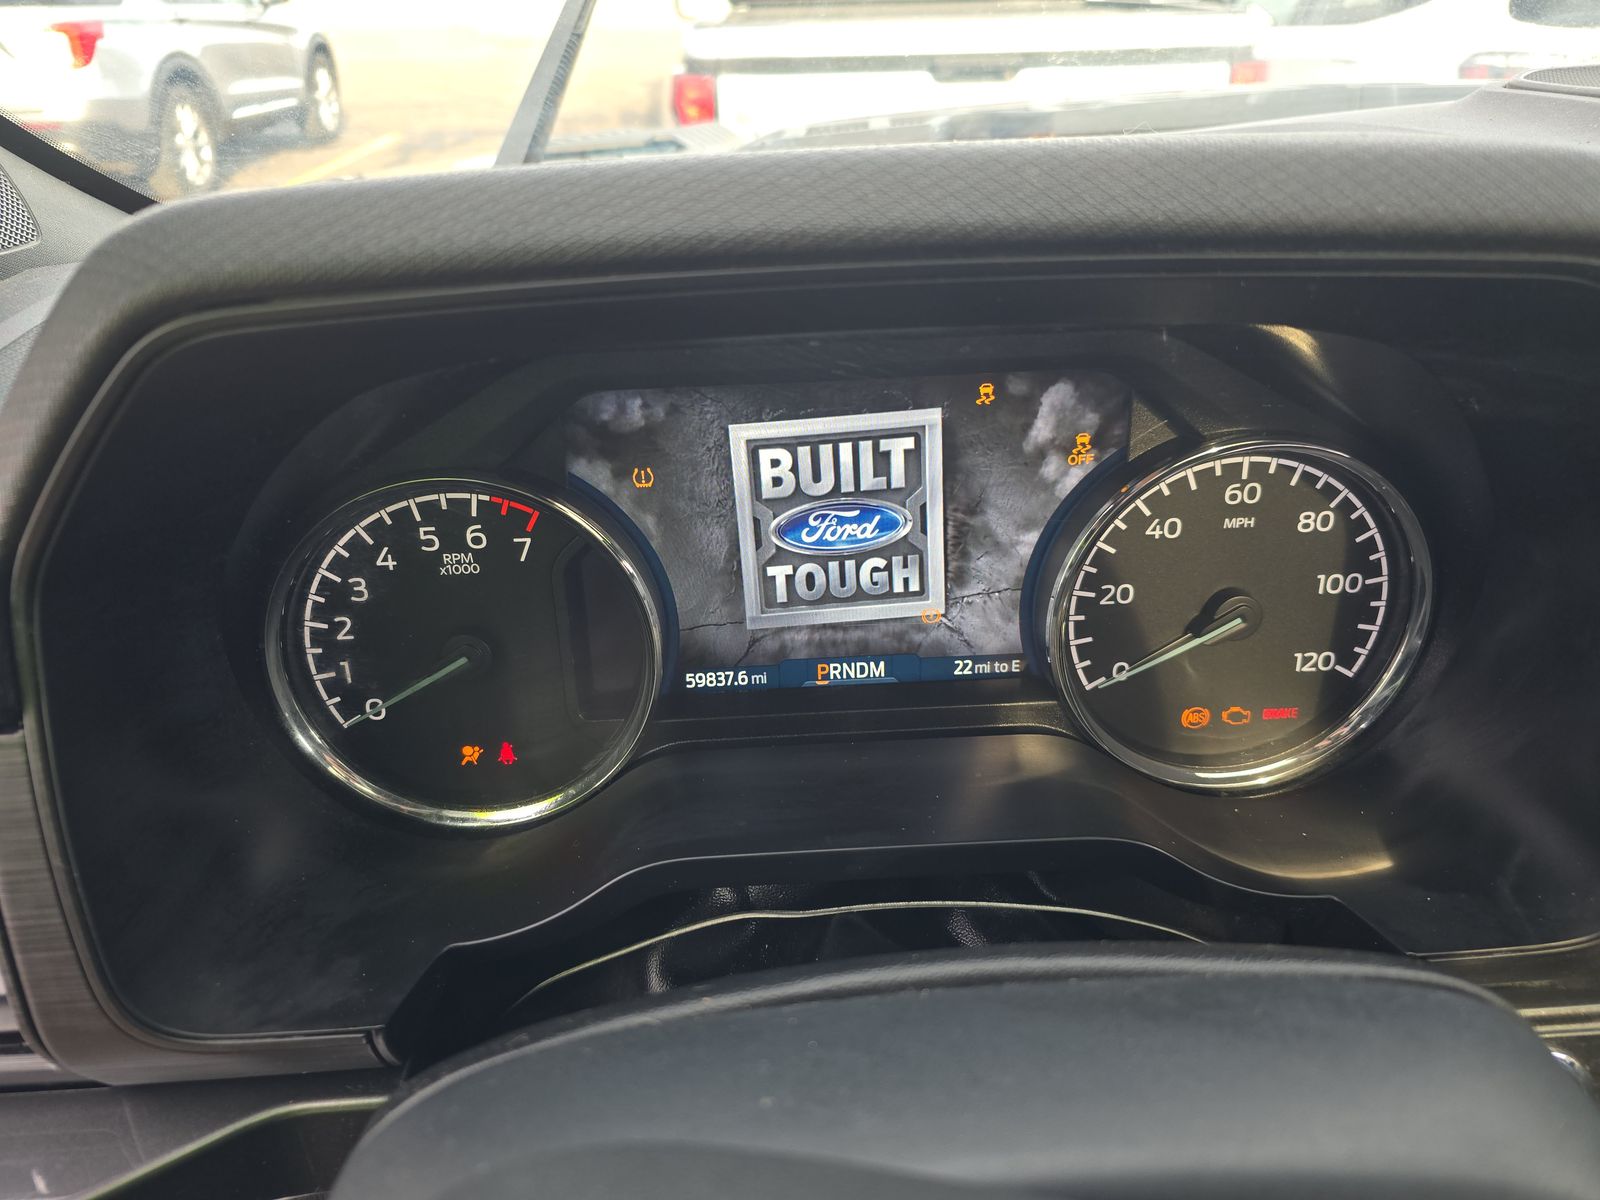 BUILT
Ford
TOUGH
OFF
7
6
5
4
3
2
1
0
RPM
x1000
0
20
40
60
80
100
120
MPH
59837.6 mi
PRNDM
22 mi to E
ABS
BRAKE